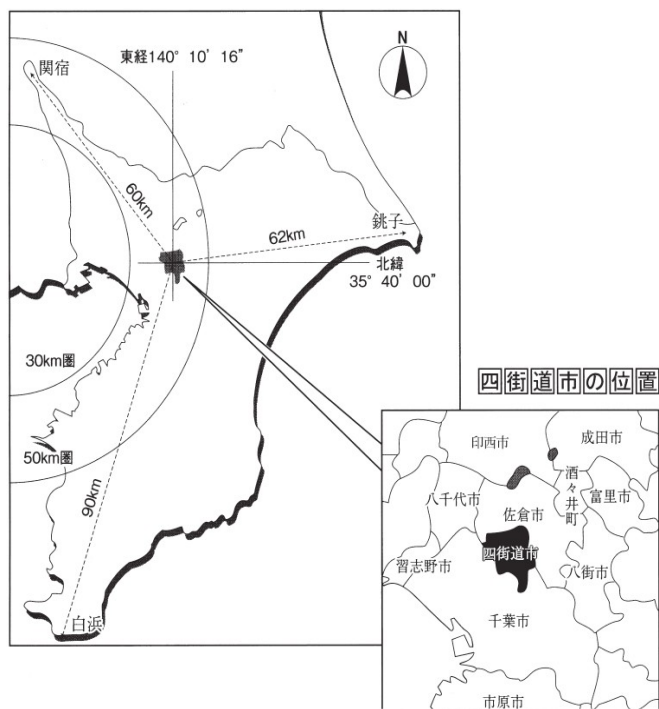 関宿
東経140° 10′ 16″
N
60km
銚子
62km
北緯
35° 40′ 00″
30km圏
50km圏
90km
白浜
四街道市の位置
印西市
成田市
酒々井町
富里市
八千代市
佐倉市
四街道市
習志野市
八街市
千葉市
市原市